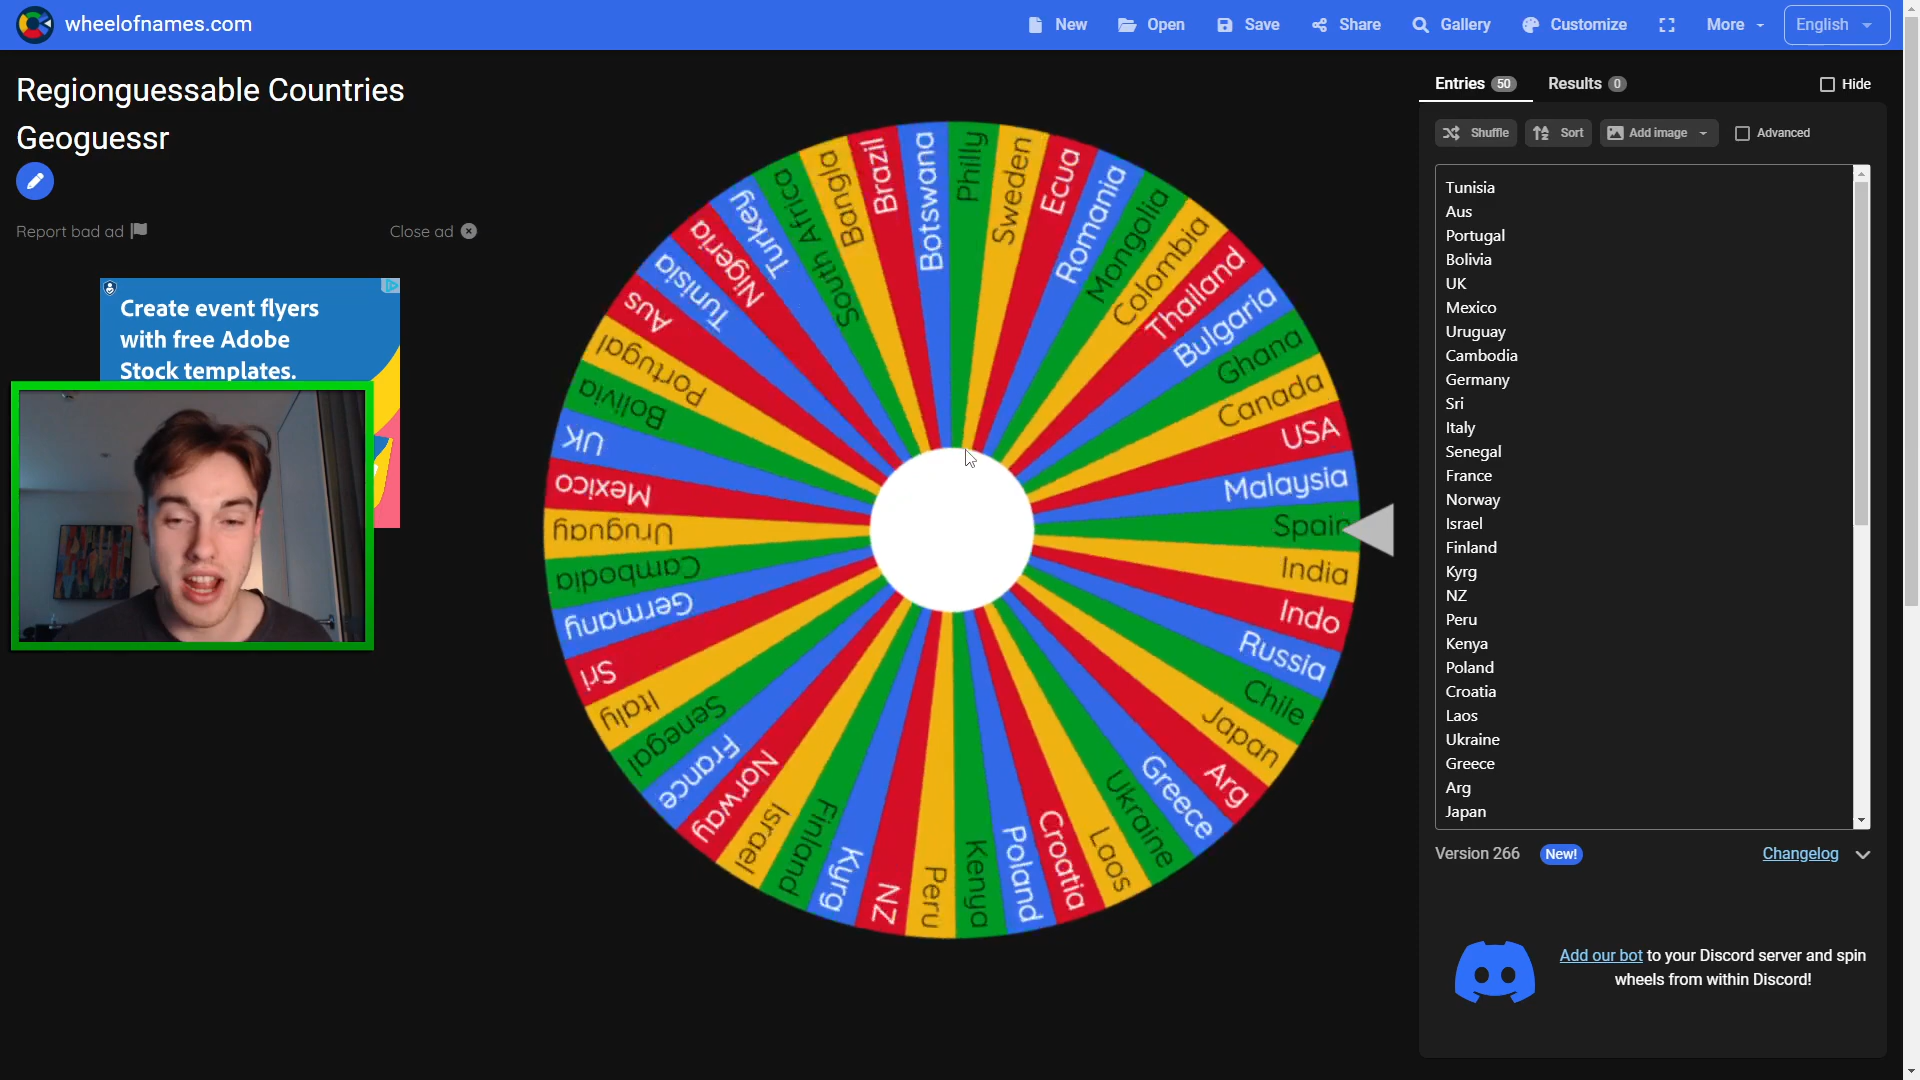 wheelofnames.com
New
Open
Save
Share
Gallery
Customize
More
English
Regionguessable Countries
Geoguessr
Report bad ad
Close ad
Create event flyers
with free Adobe
Stock templates.
Philly
Sweden
Ecua
Romania
Mongolia
Colombia
Thailand
Bulgaria
Ghana
Canada
USA
Malaysia
Spain
India
Indo
Russia
Chile
Japan
Arg
Greece
Ukraine
Laos
Croatia
Poland
Kenya
Peru
NZ
Kyrg
Finland
Israel
Norway
France
Senegal
Italy
Sri
Germany
Cambodia
Uruguay
Mexico
UK
Bolivia
Portugal
Aus
Tunisia
Nigeria
Turkey
South Africa
Bangla
Brazil
Botswana
Entries 50
Results 0
Hide
Shuffle
Sort
Add image
Advanced
Tunisia
Aus
Portugal
Bolivia
UK
Mexico
Uruguay
Cambodia
Germany
Sri
Italy
Senegal
France
Norway
Israel
Finland
Kyrg
NZ
Peru
Kenya
Poland
Croatia
Laos
Ukraine
Greece
Arg
Japan
Version 266 New!
Changelog
Add our bot to your Discord server and spin
wheels from within Discord!